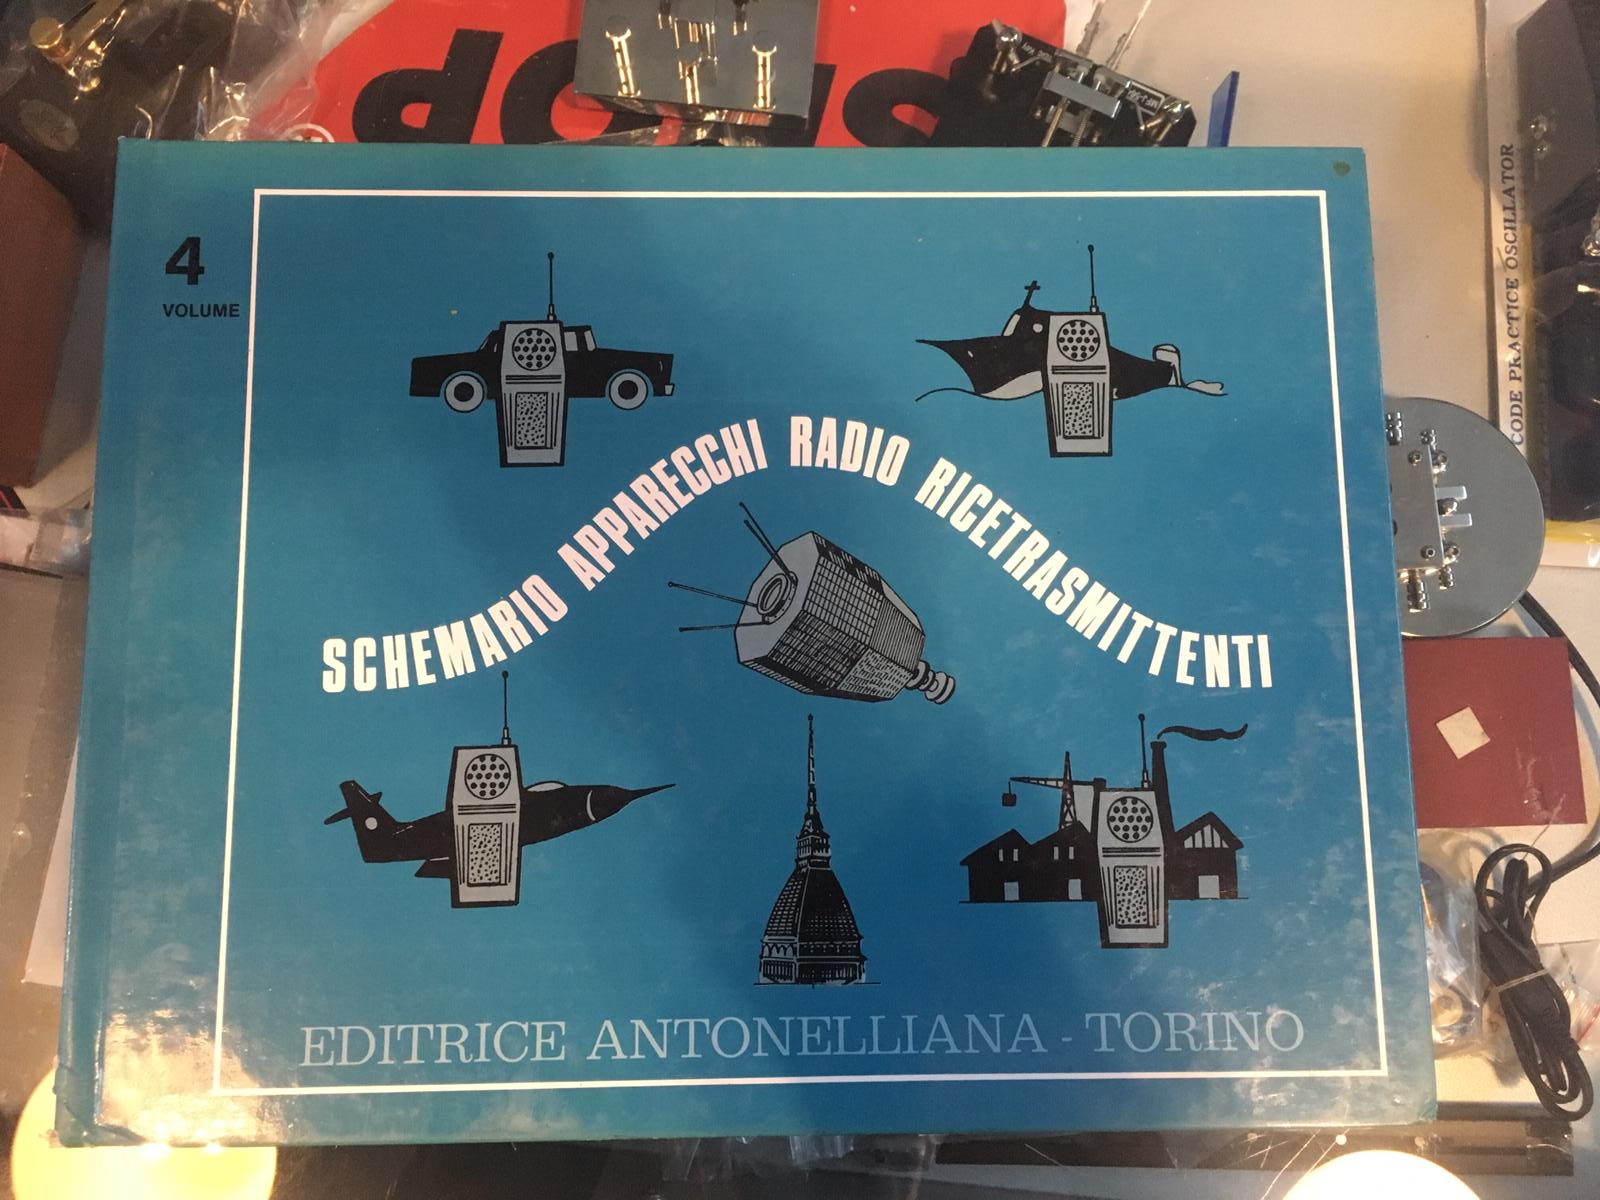 4
VOLUME
SCHEMARIO APPARECCHI RADIO RICETRASMITTENTI
EDITRICE ANTONELLIANA - TORINO
CODE PRACTICE OSCILLATOR